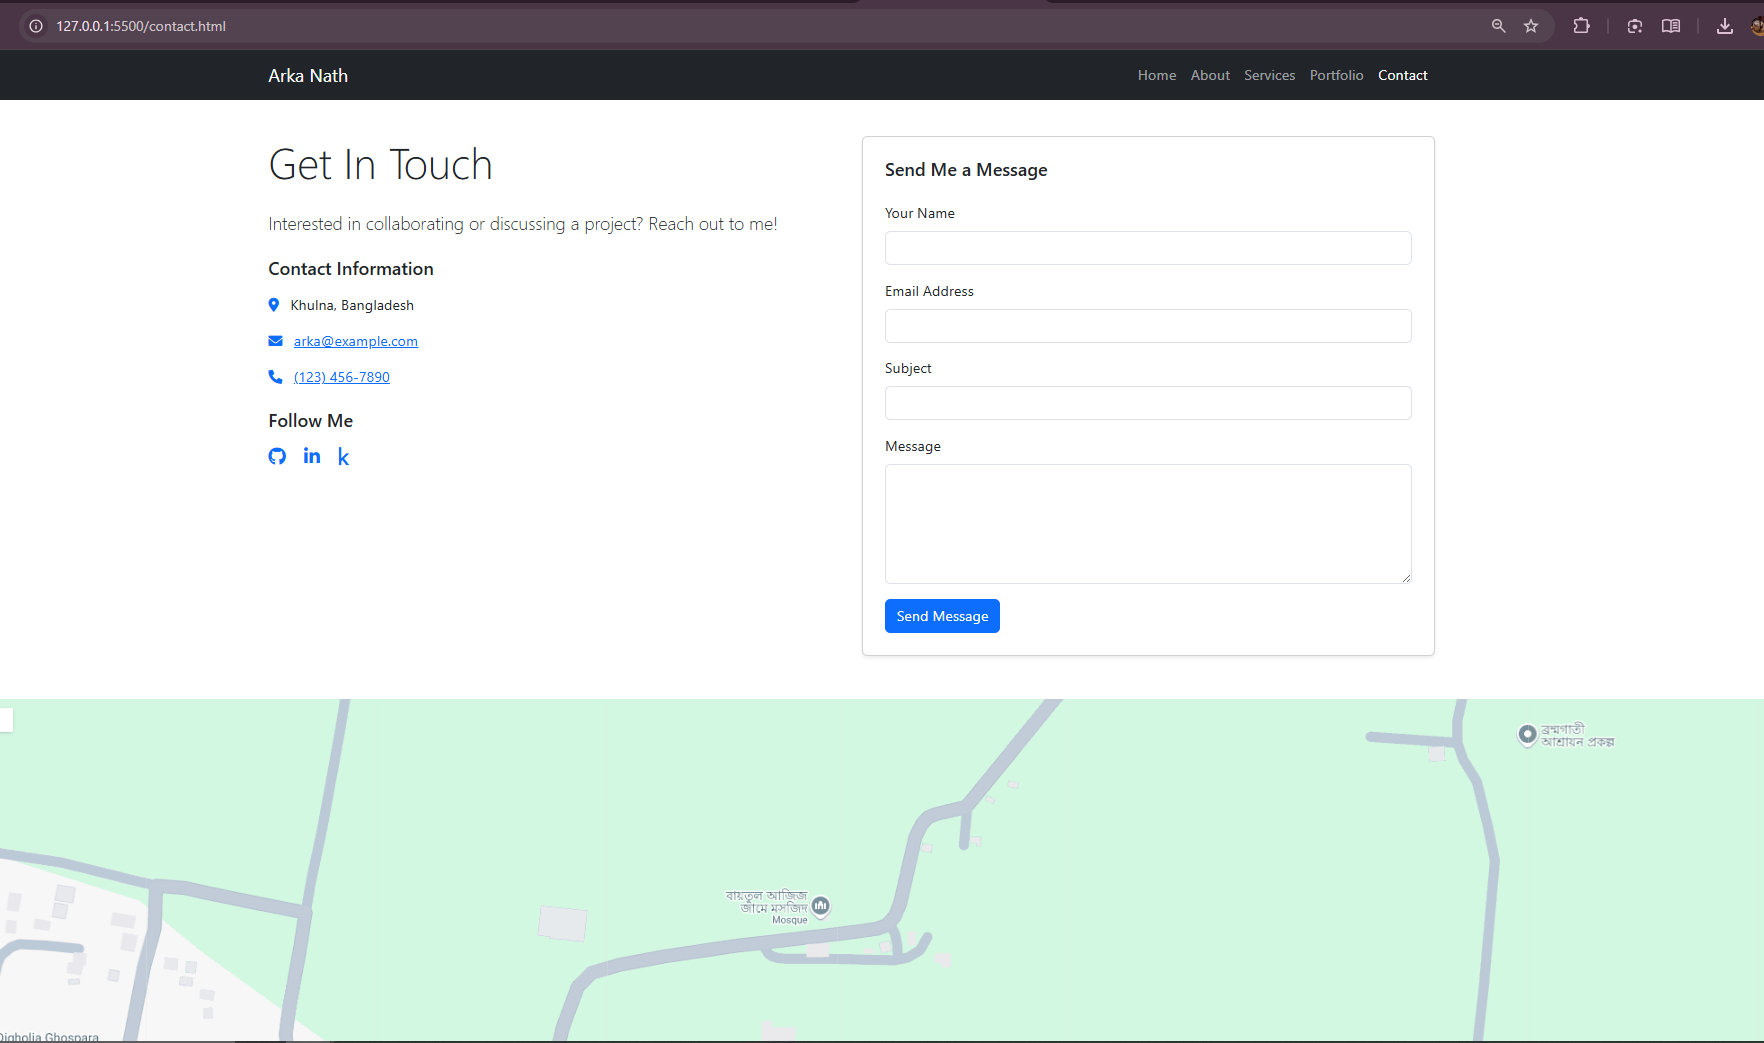 127.0.0.1:5500/contact.html
Arka Nath
Home About Services Portfolio Contact
Get In Touch
Interested in collaborating or discussing a project? Reach out to me!
Contact Information
Khulna, Bangladesh
arka@example.com
(123) 456-7890
Follow Me
Send Me a Message
Your Name
Email Address
Subject
Message
Send Message
ব্রহ্মগাতী
আশ্রায়ন প্রকল্প
বায়তুল আজিজ
জামে মসজিদ
Mosque
Digholia Ghospara